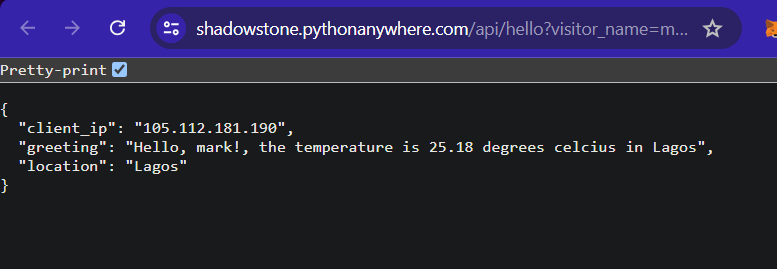 shadowstone.pythonanywhere.com/api/hello?visitor_name=m...
Pretty-print
{
"client_ip": "105.112.181.190",
"greeting": "Hello, mark!, the temperature is 25.18 degrees celcius in Lagos",
"location": "Lagos"
}